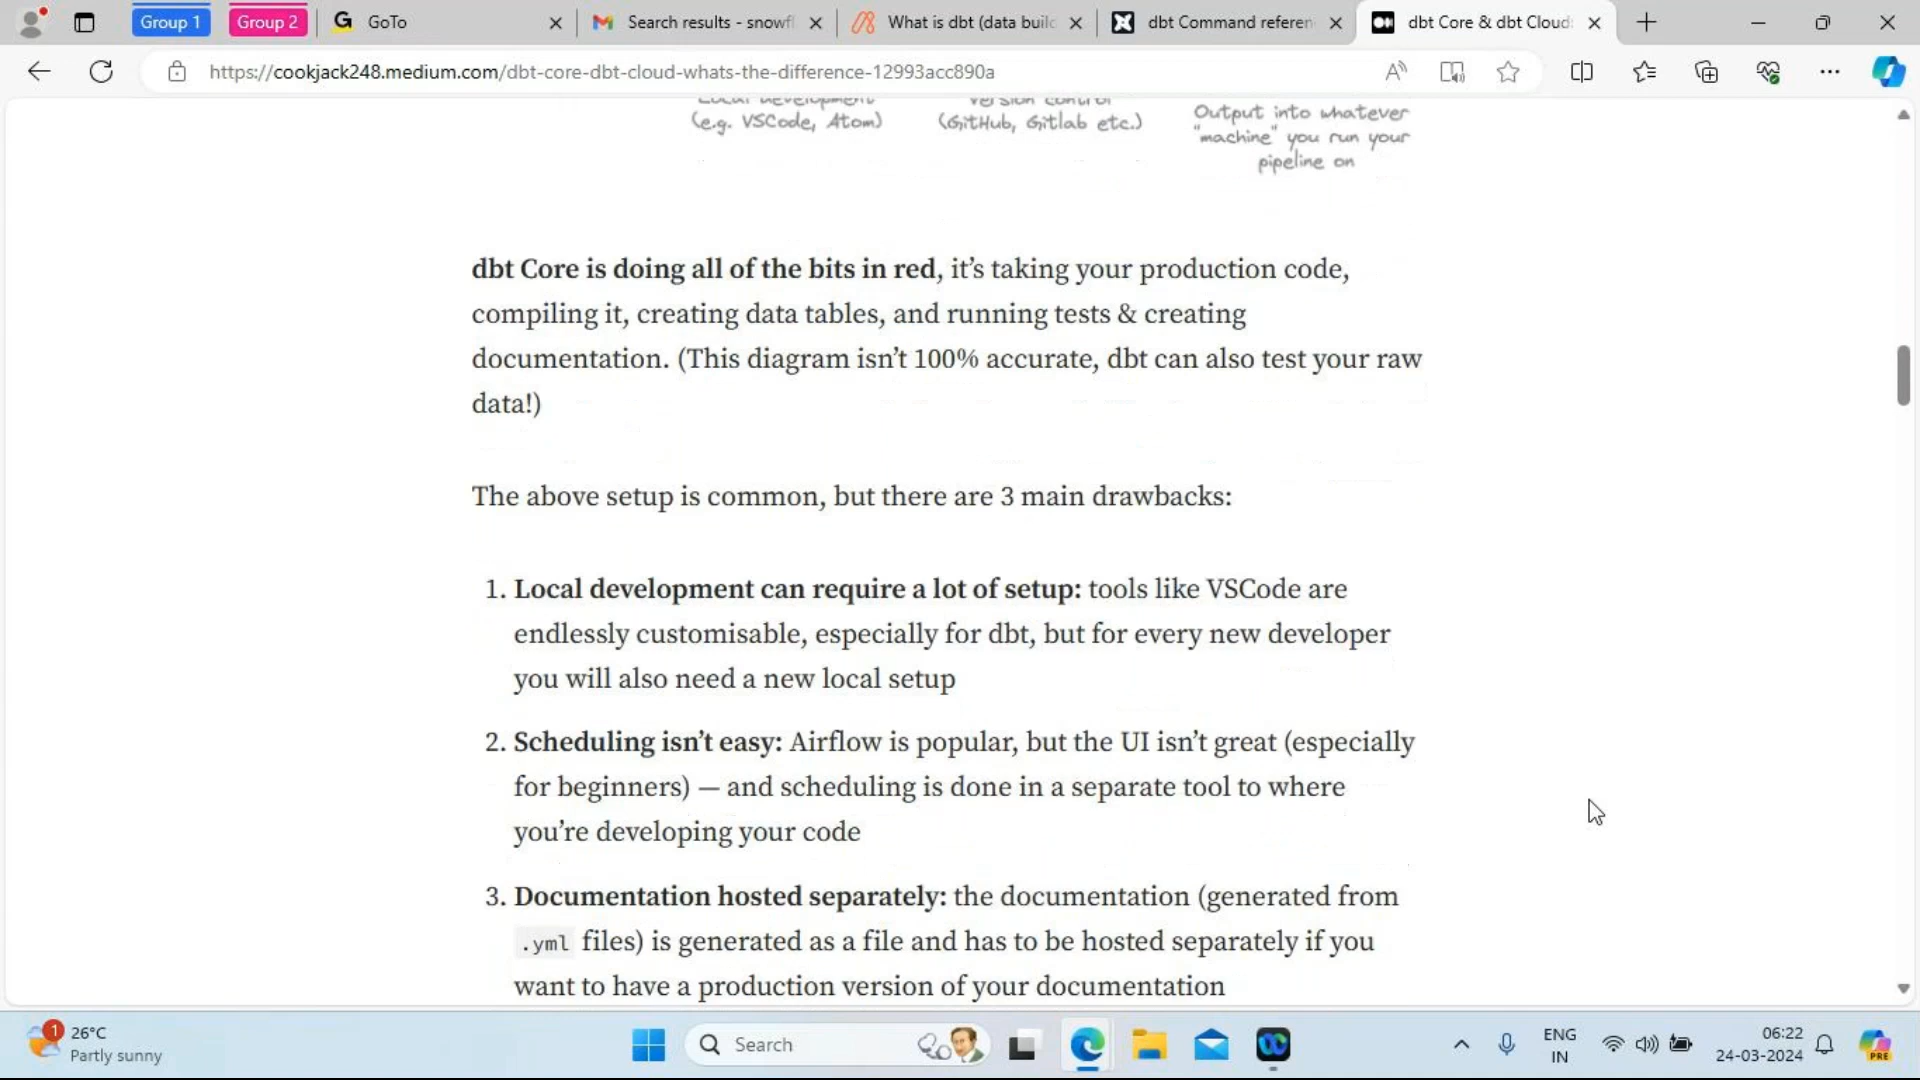 Group 1
Group 2
GoTo
Search results - snowfl
What is dbt (data buil
dbt Command referen
dbt Core & dbt Cloud:
https://cookjack248.medium.com/dbt-core-dbt-cloud-whats-the-difference-12993acc890a
Local development
(e.g. VSCode, Atom)
Version control
(GitHub, Gitlab etc.)
Output into whatever
"machine" you run your
pipeline on
dbt Core is doing all of the bits in red, it’s taking your production code,
compiling it, creating data tables, and running tests & creating
documentation. (This diagram isn’t 100% accurate, dbt can also test your raw
data!)
The above setup is common, but there are 3 main drawbacks:
1. Local development can require a lot of setup: tools like VSCode are
endlessly customisable, especially for dbt, but for every new developer
you will also need a new local setup
2. Scheduling isn’t easy: Airflow is popular, but the UI isn’t great (especially
for beginners) — and scheduling is done in a separate tool to where
you’re developing your code
3. Documentation hosted separately: the documentation (generated from
.yml files) is generated as a file and has to be hosted separately if you
want to have a production version of your documentation
1
26°C
Partly sunny
Search
ENG
IN
06:22
24-03-2024
PRE